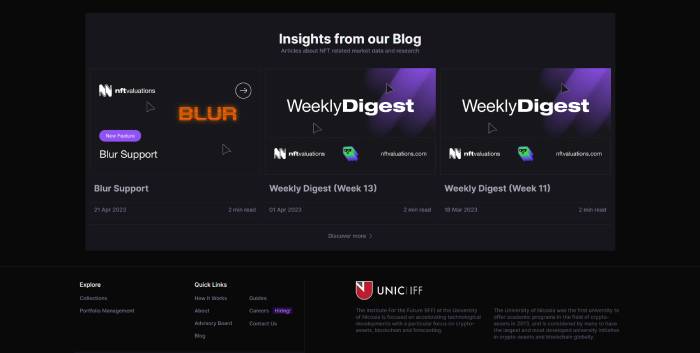 Insights from our Blog
Articles about NFT related market data and research
nftvaluations
BLUR
New Feature
Blur Support
WeeklyDigest
nftvaluations
nftvaluations.com
WeeklyDigest
nftvaluations
nftvaluations.com
Blur Support
21 Apr 2023
2 min read
Weekly Digest (Week 13)
01 Apr 2023
2 min read
Weekly Digest (Week 11)
18 Mar 2023
2 min read
Discover more
Explore
Collections
Portfolio Management
Quick Links
How It Works
About
Advisory Board
Blog
Guides
Careers Hiring!
Contact Us
UNIC|IFF
The Institute For the Future (IFF) at the University
of Nicosia is focused on accelerating technological
developments with a particular focus on crypto-
assets, blockchain and forecasting.
The University of Nicosia was the first university to
offer academic programs in the field of crypto-
assets in 2013, and is considered by many to have
the largest and most developed university initiative
in crypto-assets and blockchain globally.